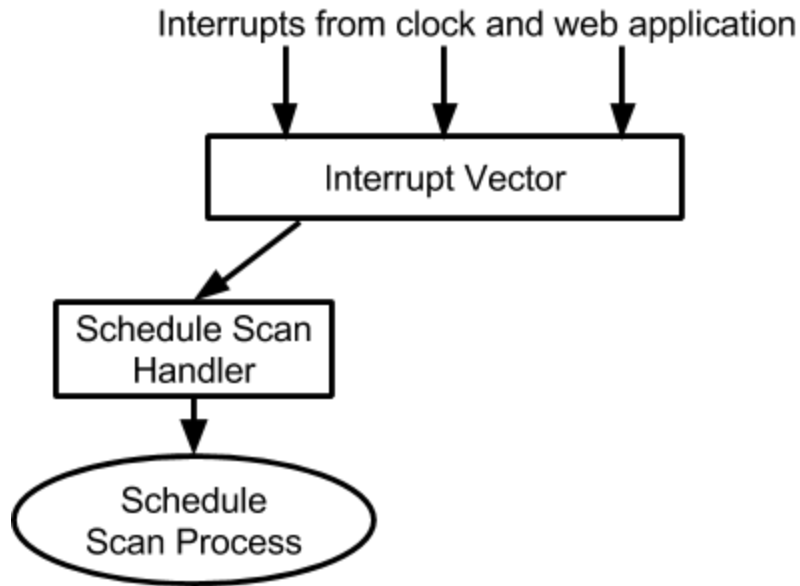 Interrupts from clock and web application
Interrupt Vector
Schedule Scan
Handler
Schedule
Scan Process